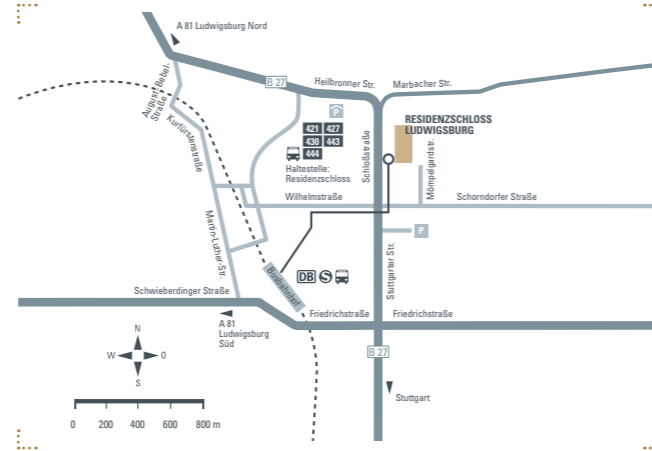 A 81 Ludwigsburg Nord
B 27
Heilbronner Str.
Marbacher Str.
August-Bebel-
Straße
Kurfürstenstraße
P
421 427
430 443
444
Haltestelle:
Residenzschloss
Schloßstraße
RESIDENZSCHLOSS
LUDWIGSBURG
Mömpelgardstr.
Wilhelmstraße
Schorndorfer Straße
Martin-Luther-Str.
P
Stuttgarter Str.
DB S
Busbahnhof
Schwieberdinger Straße
Friedrichstraße
Friedrichstraße
A 81
Ludwigsburg
Süd
N
W O
S
B 27
Stuttgart
0 200 400 600 800 m